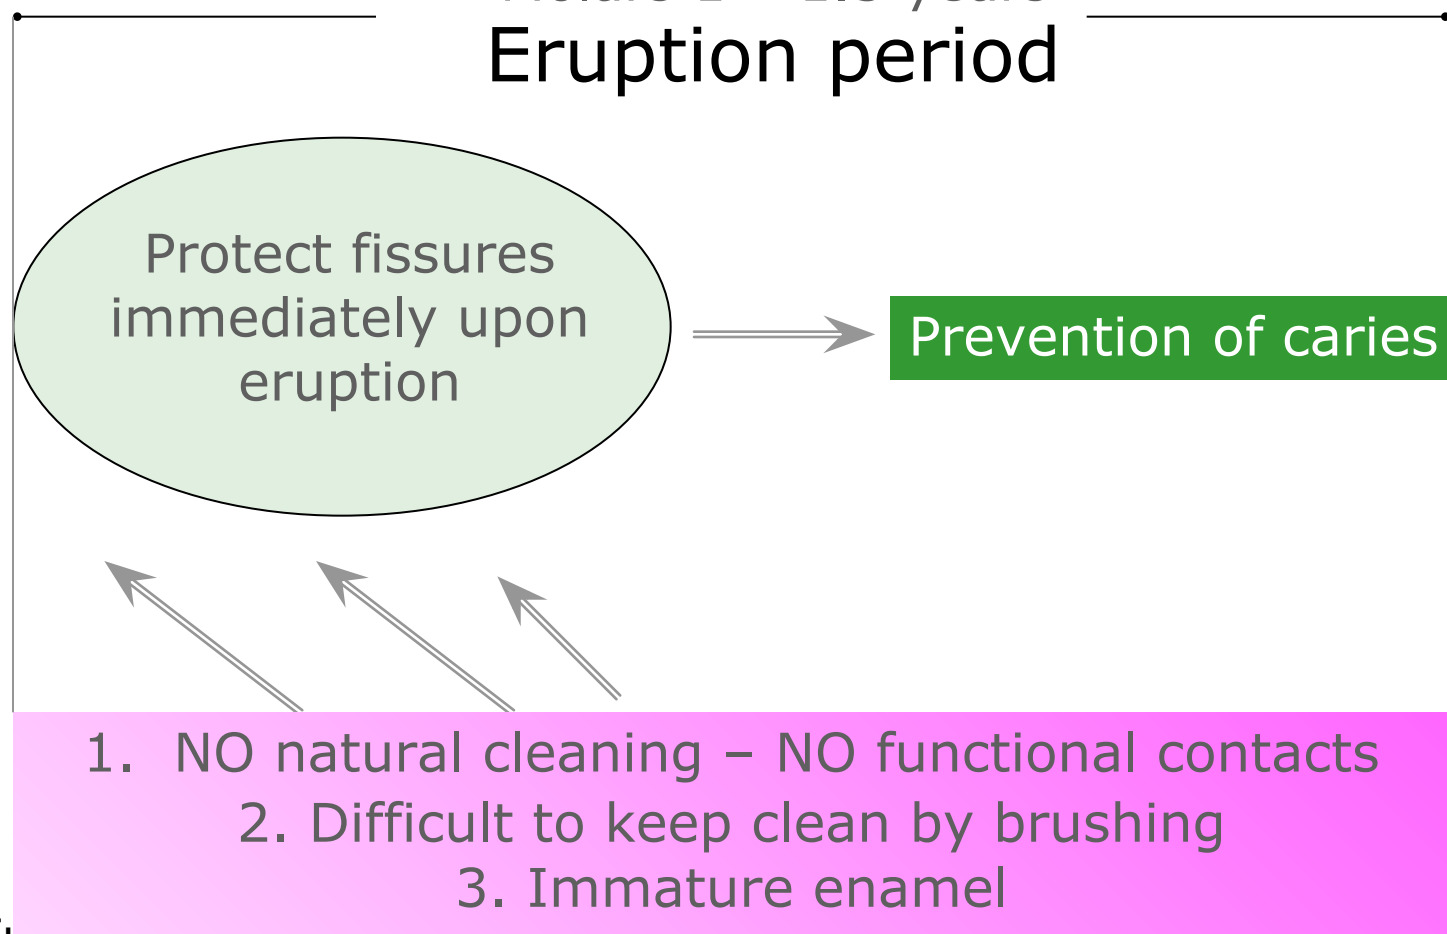 Eruption period
Protect fissures
immediately upon
eruption
Prevention of caries
1. NO natural cleaning – NO functional contacts
2. Difficult to keep clean by brushing
3. Immature enamel